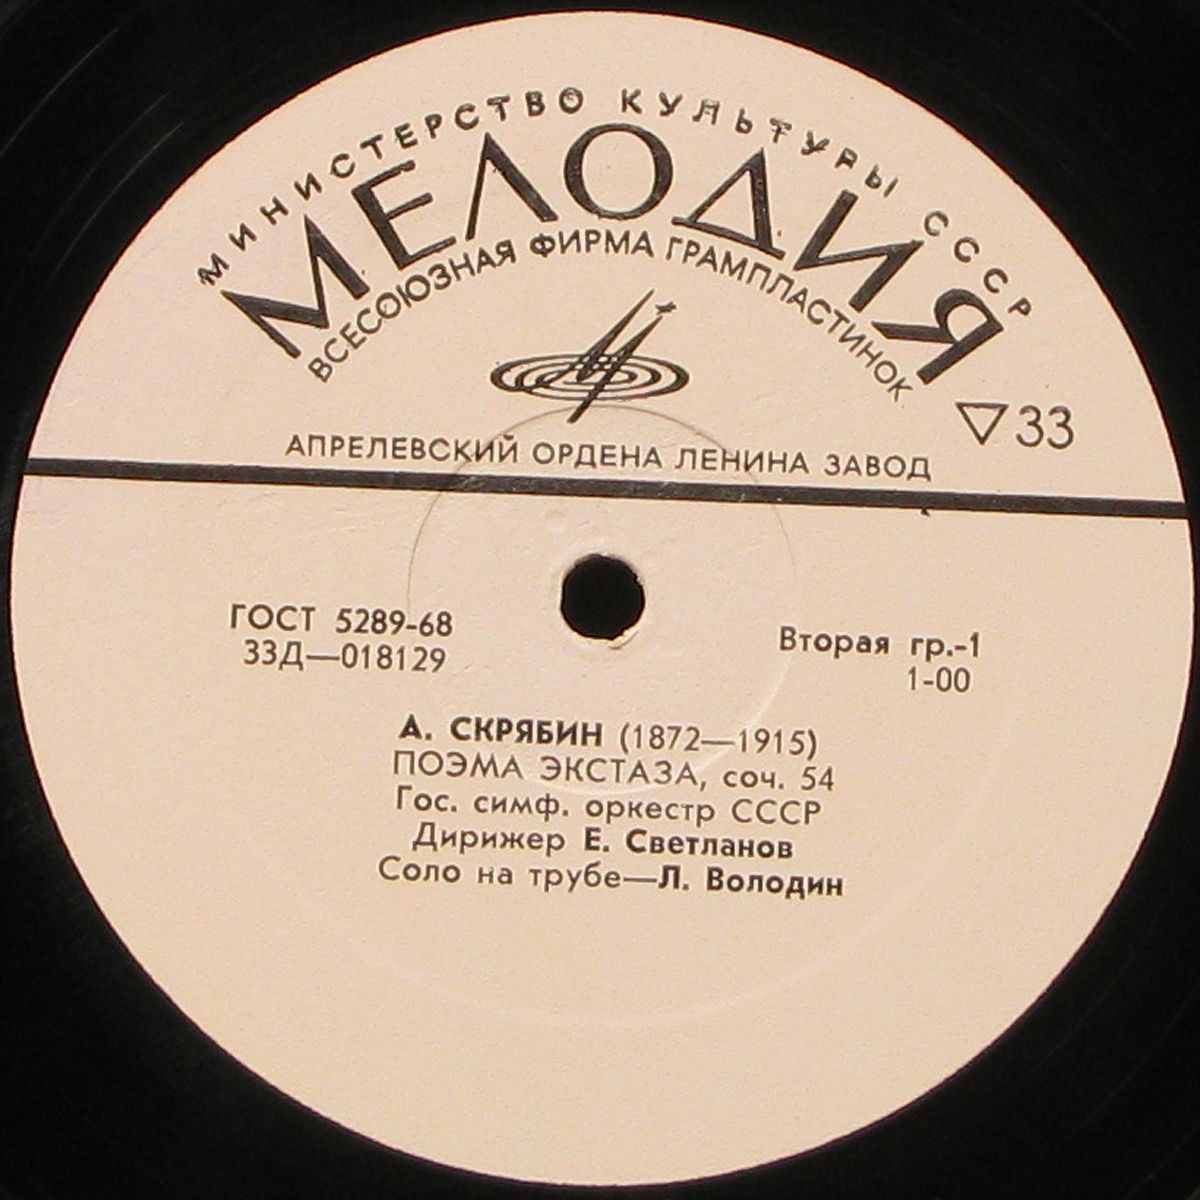 МИНИСТЕРСТВО КУЛЬТУРЫ СССР
МЕЛОДИЯ
ВСЕСОЮЗНАЯ ФИРМА ГРАМПЛАСТИНОК
▽33
АПРЕЛЕВСКИЙ ОРДЕНА ЛЕНИНА ЗАВОД
ГОСТ 5289-68
33Д—018129
Вторая гр.-1
1-00
А. СКРЯБИН (1872—1915)
ПОЭМА ЭКСТАЗА, соч. 54
Гос. симф. оркестр СССР
Дирижер Е. Светланов
Соло на трубе—Л. Володин